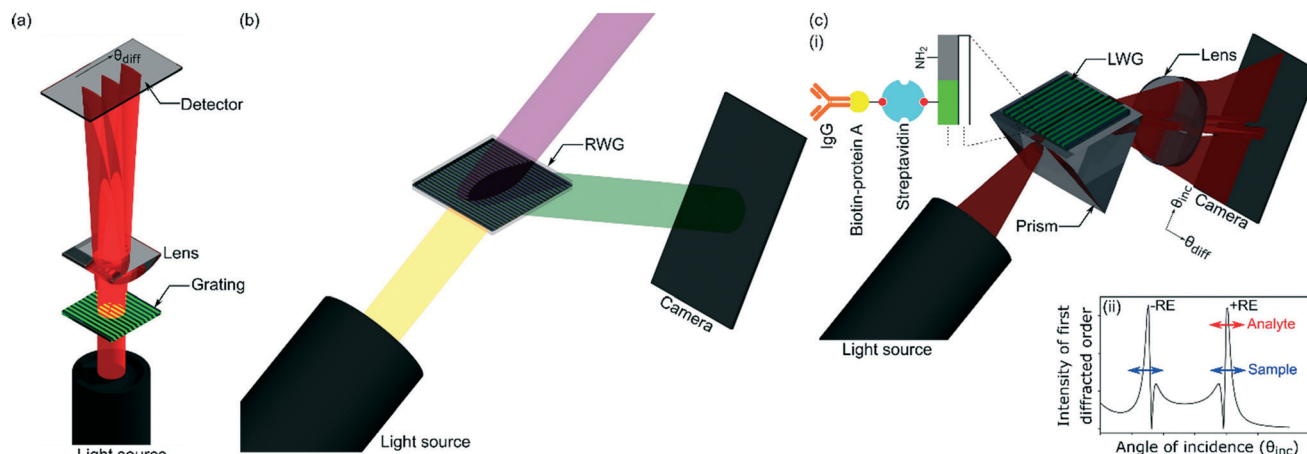 (a)
θdiff
Detector
Lens
Grating
Light source
(b)
RWG
Camera
Light source
(c)
(i)
NH2
IgG
Biotin-protein A
Streptavidin
LWG
Lens
Prism
Camera
θinc
θdiff
Light source
(ii)
-RE
+RE
Analyte
Sample
Intensity of first
diffracted order
Angle of incidence (θinc)